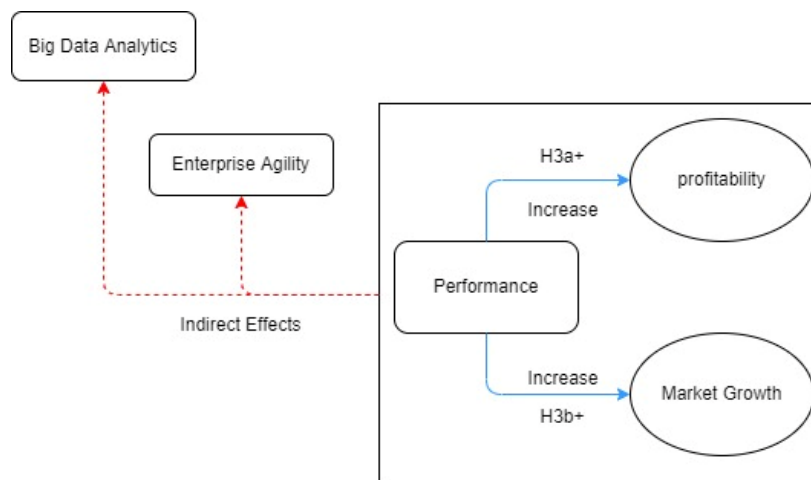 Big Data Analytics
Enterprise Agility
H3a+
profitability
Increase
Performance
Indirect Effects
Increase
Market Growth
H3b+